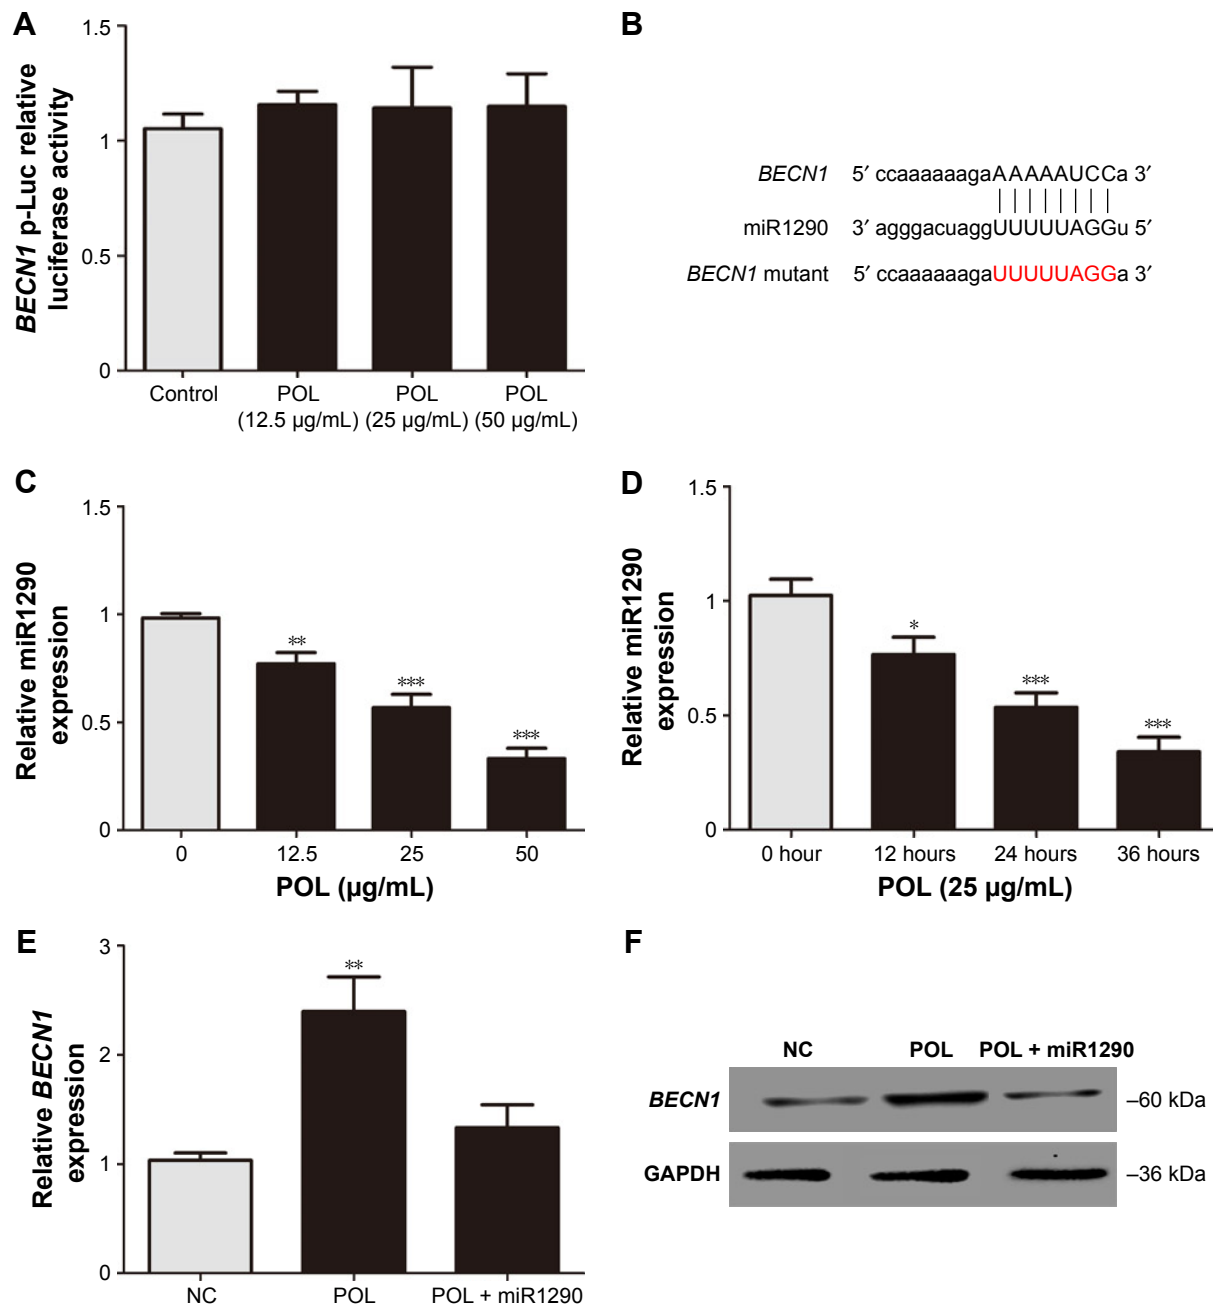 A
BECN1 p-Luc relative
luciferase activity
1.5
1
0.5
0
Control
POL
(12.5 µg/mL)
POL
(25 µg/mL)
POL
(50 µg/mL)
B
BECN1 5′ ccaaaaaagaAAAAAUCCa 3′
miR1290 3′ agggacuaggUUUUUAGGu 5′
BECN1 mutant 5′ ccaaaaaagaUUUUUAGGa 3′
C
Relative miR1290
expression
1.5
1
0.5
0
**
***
***
0 12.5 25 50
POL (µg/mL)
D
Relative miR1290
expression
1.5
1
0.5
0
*
***
***
0 hour 12 hours 24 hours 36 hours
POL (25 µg/mL)
E
Relative BECN1
expression
3
2
1
0
**
NC POL POL + miR1290
F
NC POL POL + miR1290
BECN1 –60 kDa
GAPDH –36 kDa